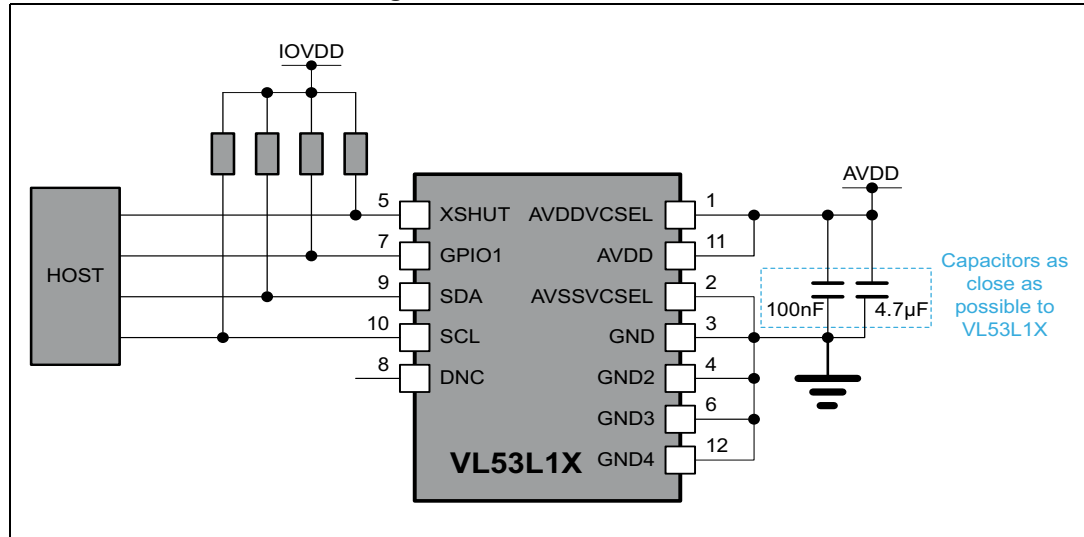 IOVDD
AVDD
HOST
5
7
9
10
8
XSHUT
GPIO1
SDA
SCL
DNC
AVDDVCSEL
AVDD
AVSSVCSEL
GND
GND2
GND3
GND4
VL53L1X
1
11
2
3
4
6
12
100nF
4.7µF
Capacitors as
close as
possible to
VL53L1X